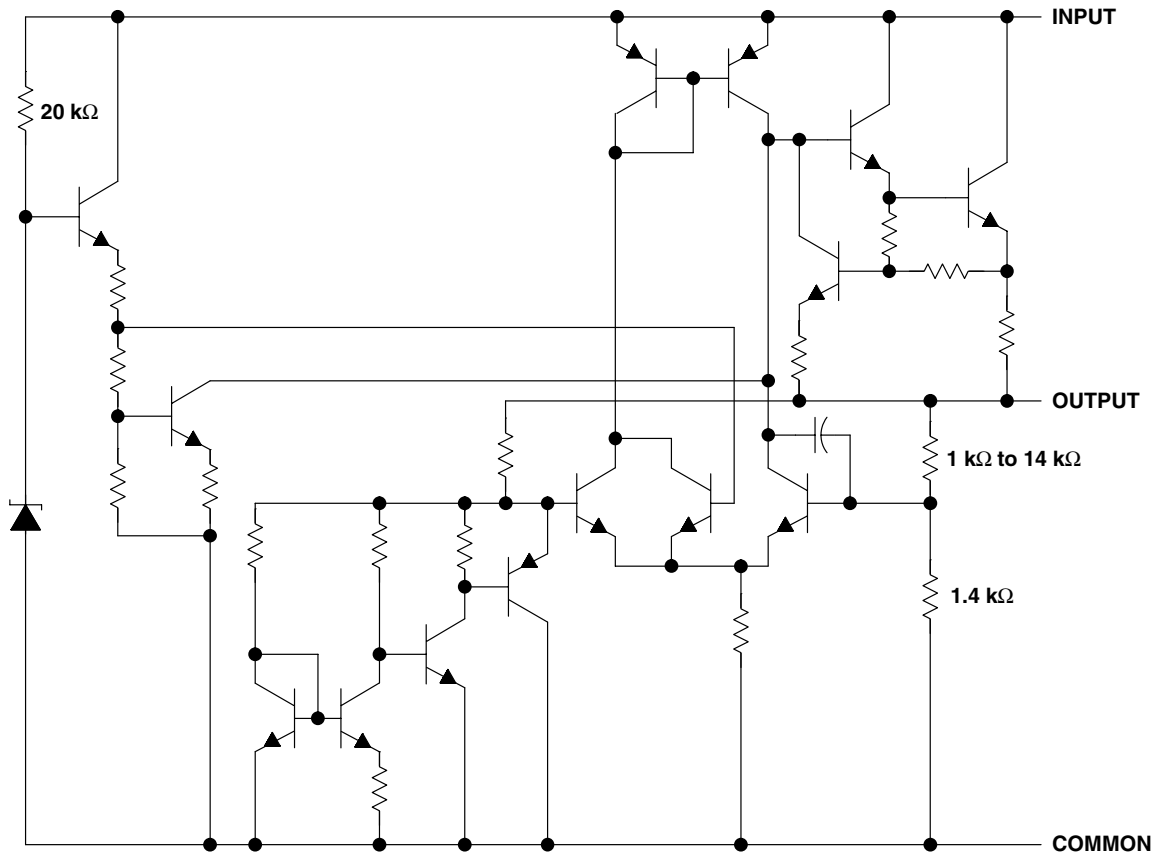 INPUT
20 kΩ
OUTPUT
1 kΩ to 14 kΩ
1.4 kΩ
COMMON